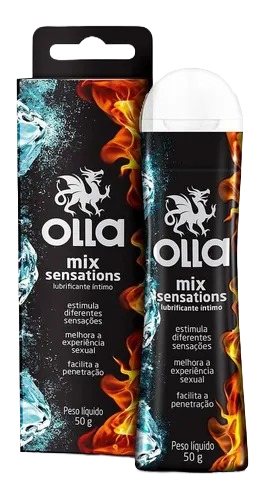 olla
mix
sensations
lubrificante íntimo
estimula
diferentes
sensações
melhora a
experiência
sexual
facilita a
penetração
Peso líquido
50 g
olla
mix
sensations
lubrificante íntimo
estimula
diferentes
sensações
melhora a
experiência
sexual
facilita a
penetração
Peso líquido
50 g